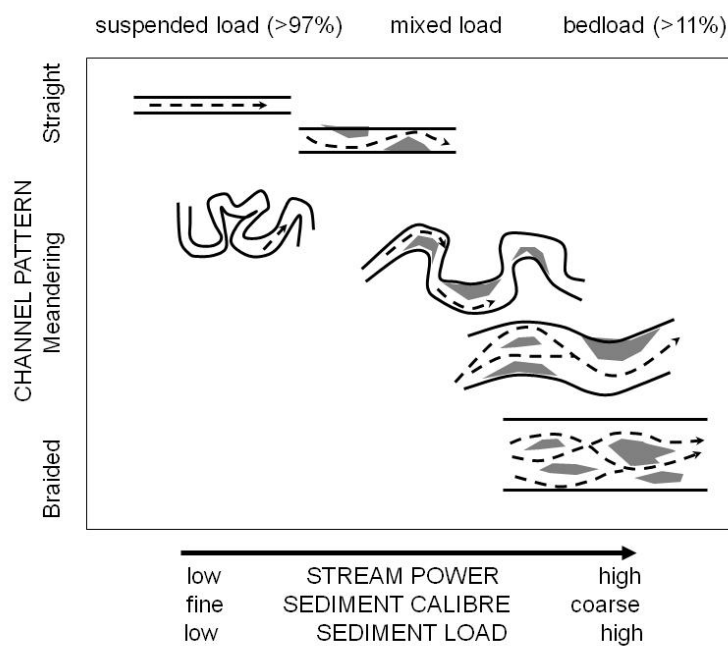 suspended load (>97%) mixed load bedload (>11%)
CHANNEL PATTERN
Straight
Meandering
Braided
low STREAM POWER high
fine SEDIMENT CALIBRE coarse
low SEDIMENT LOAD high